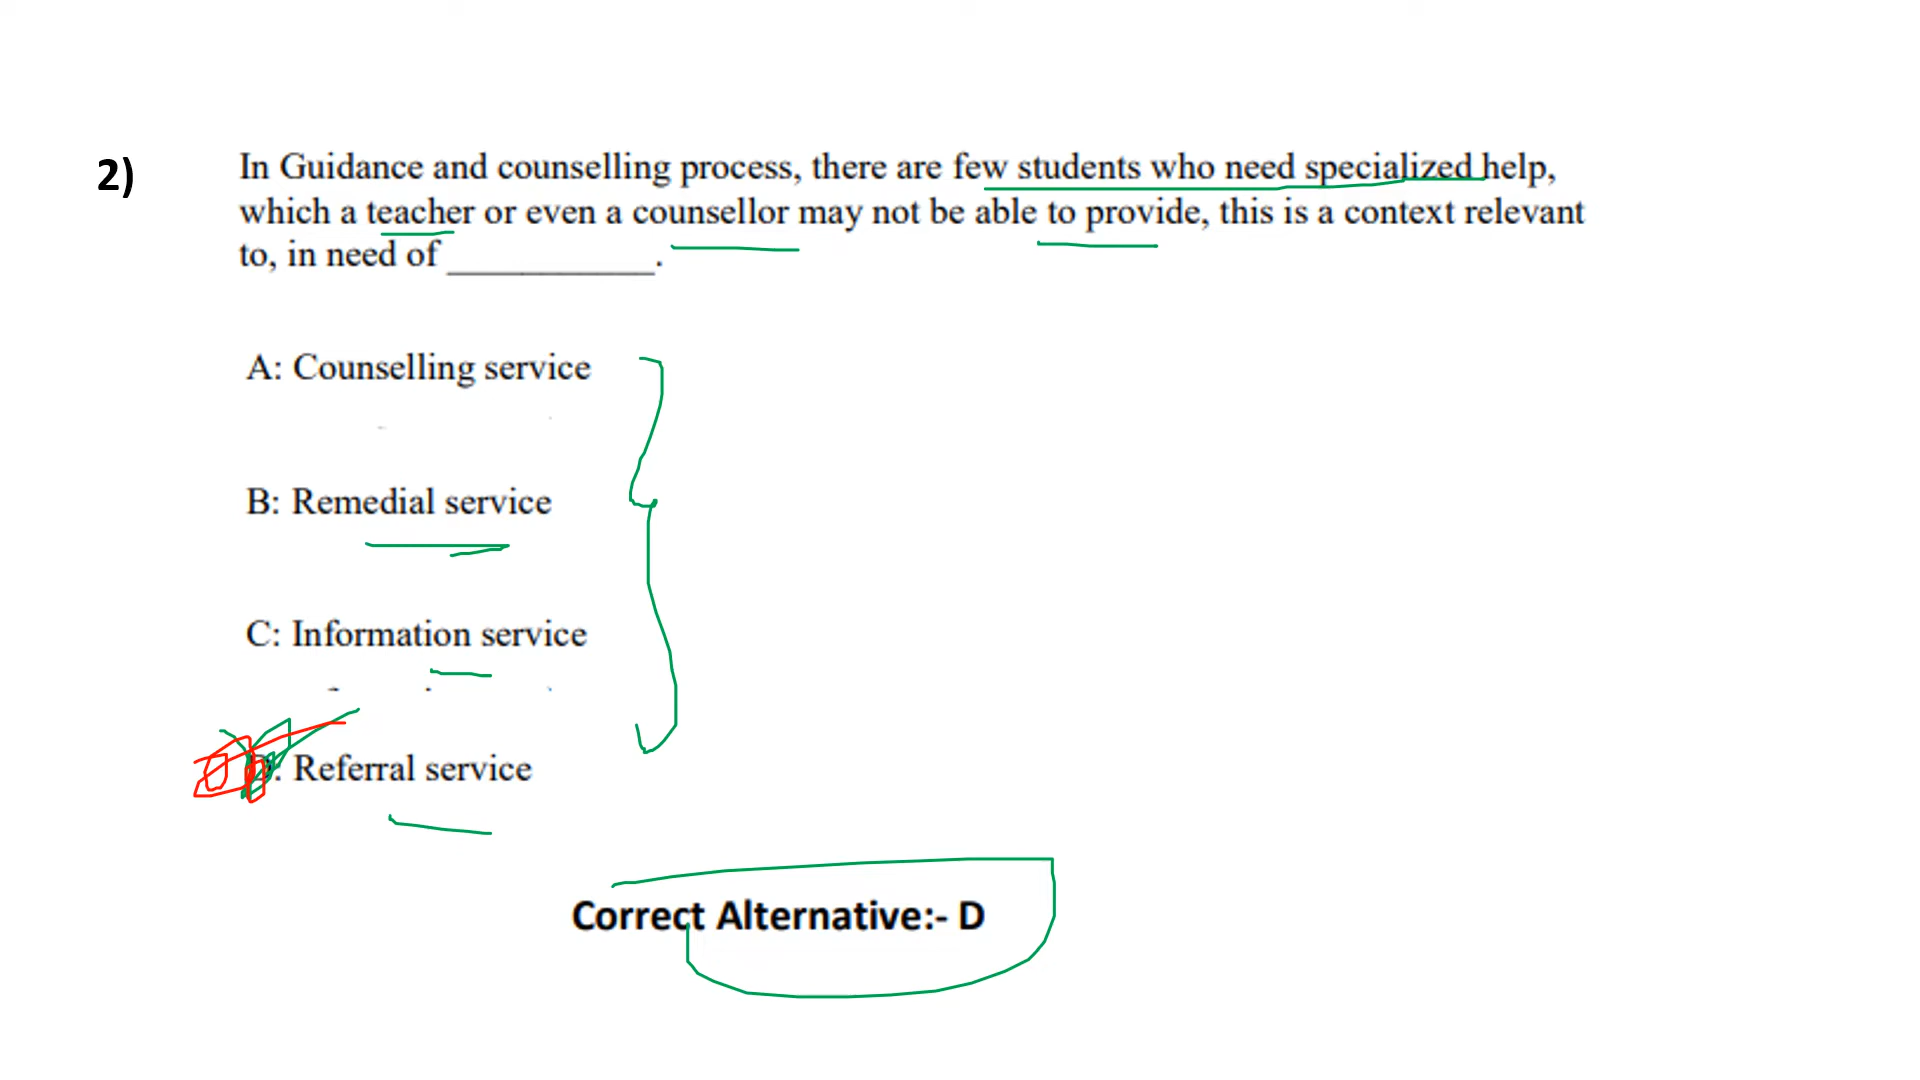 2)
In Guidance and counselling process, there are few students who need specialized help,
which a teacher or even a counsellor may not be able to provide, this is a context relevant
to, in need of ___________.
A: Counselling service
B: Remedial service
C: Information service
D: Referral service
Correct Alternative:- D